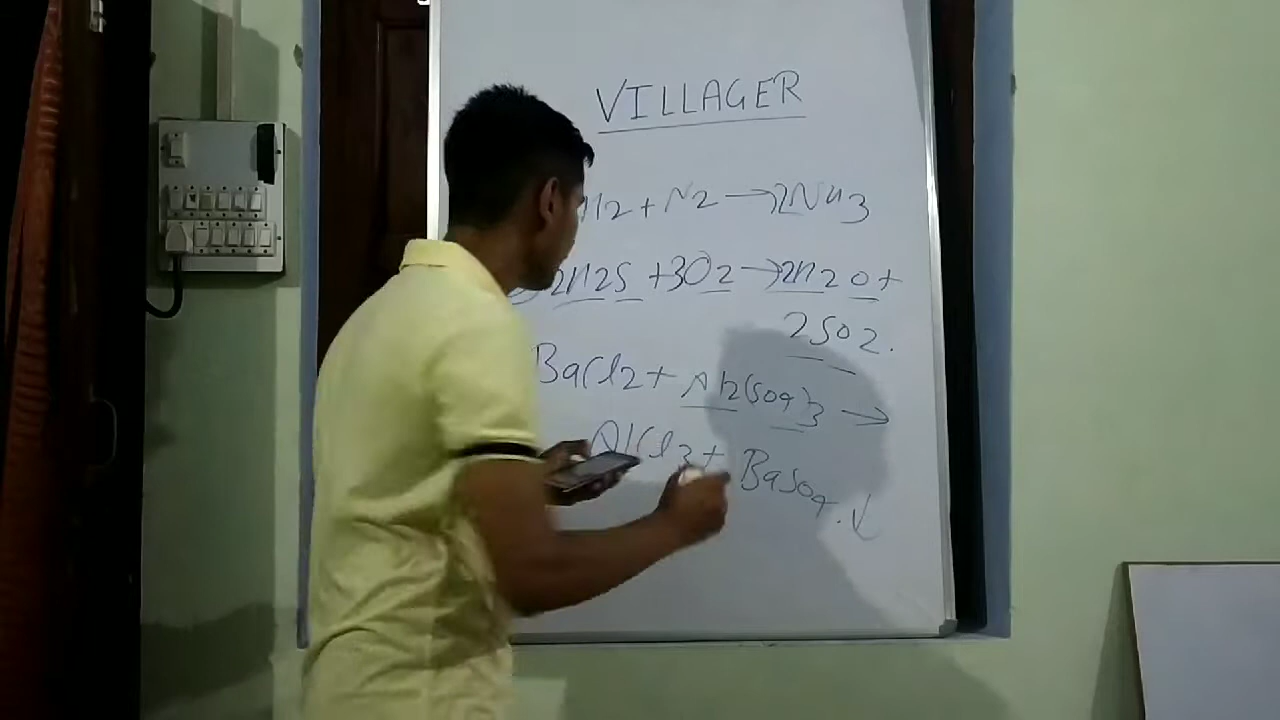 VILLAGER
H2 + N2 → 2NH3
2H2S + 3O2 → 2H2O +
2SO2.
BaCl2 + Al2(SO4)3 →
AlCl3 + BaSO4. ↓